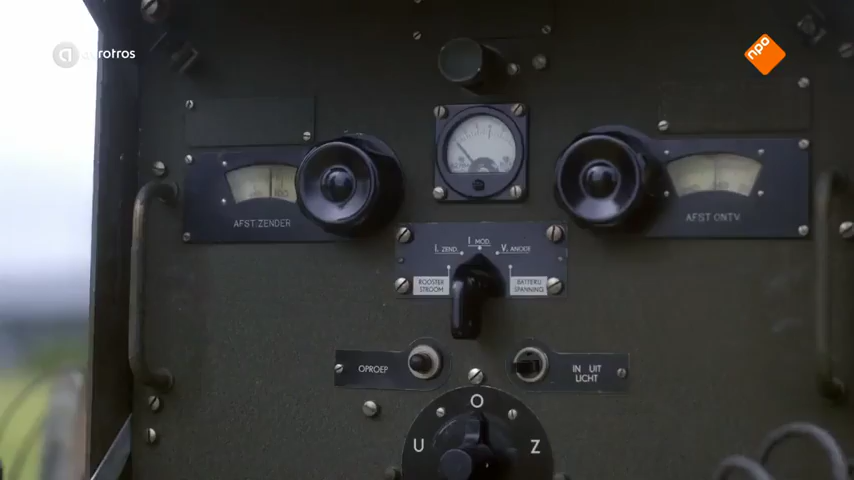 avrotros
npo
AFST: ZENDER
AFST ONTV
I. ZEND.
I. MOD.
V. ANODE
ROOSTER
STROOM
BATTERIJ
SPANNING
OPROEP
IN UIT
LICHT
U
O
Z